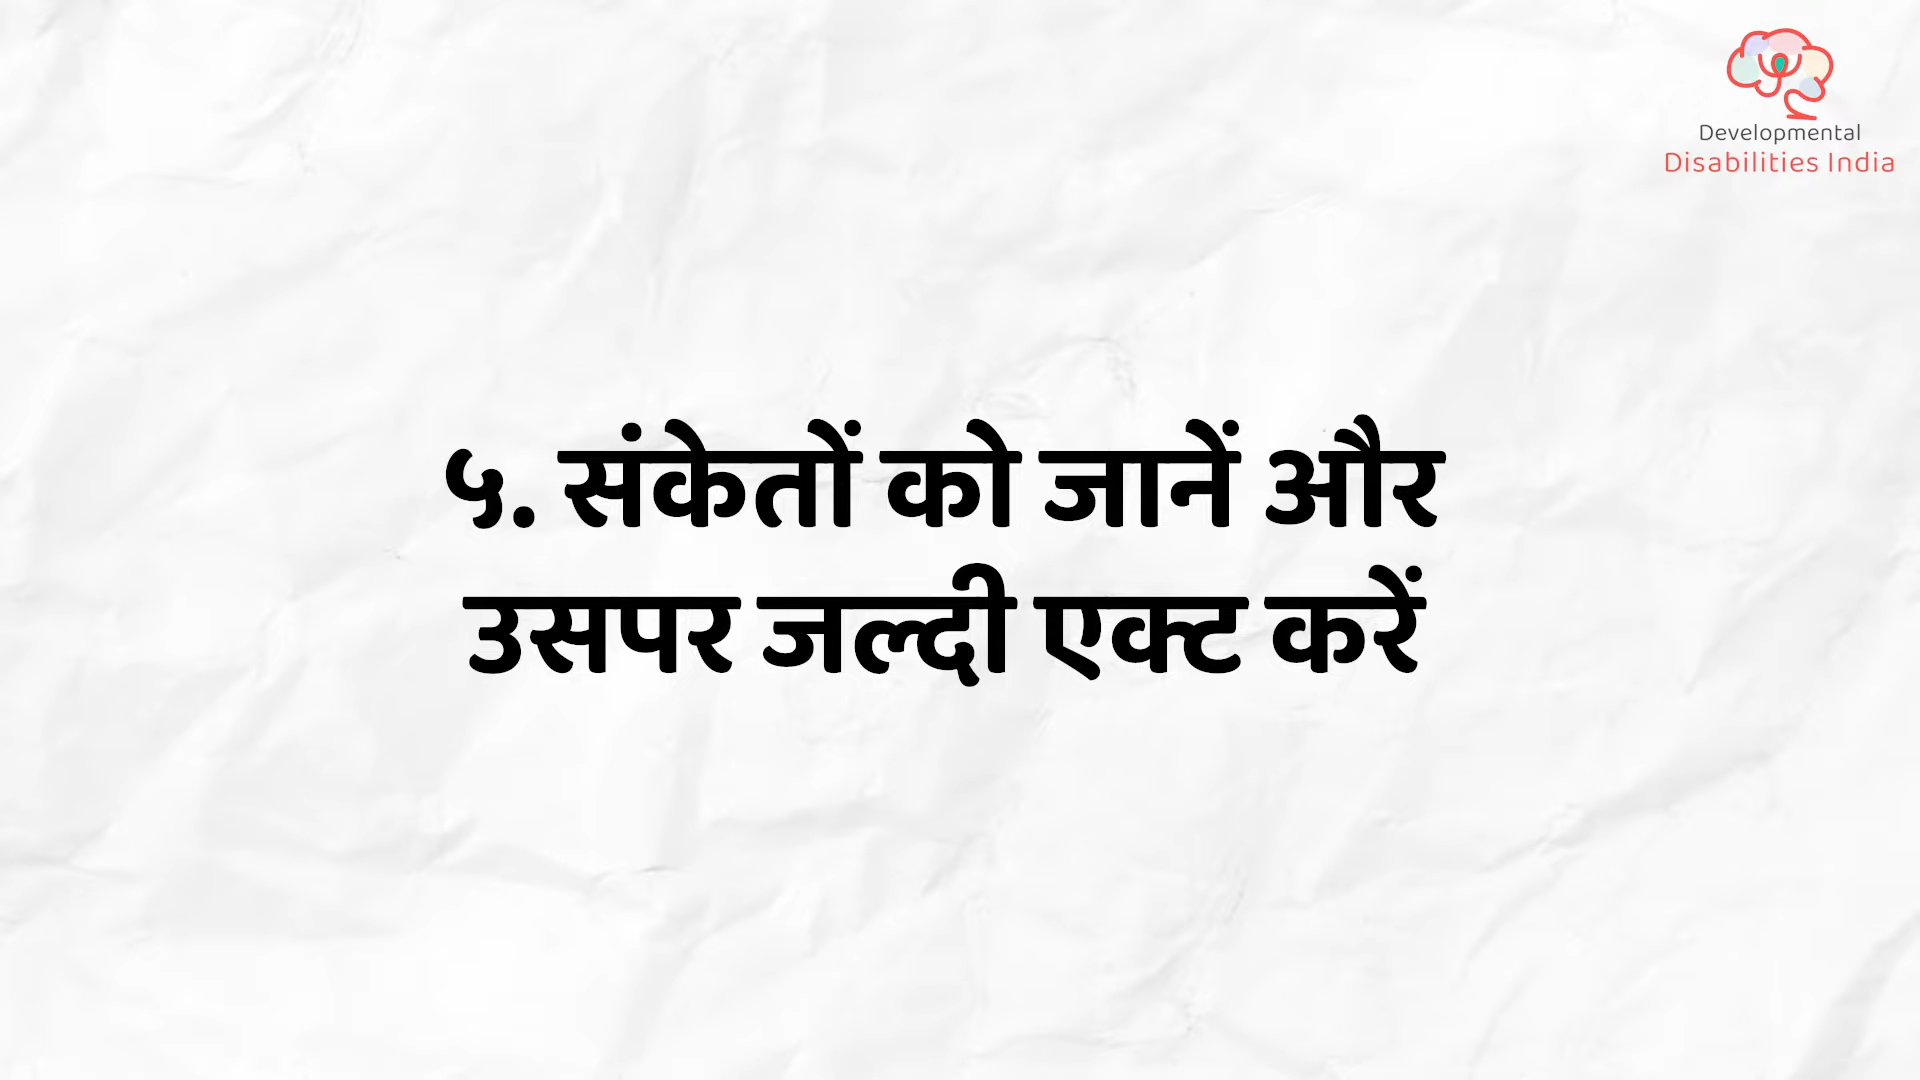 Developmental
Disabilities India
५. संकेतों को जानें और
उसपर जल्दी एक्ट करें